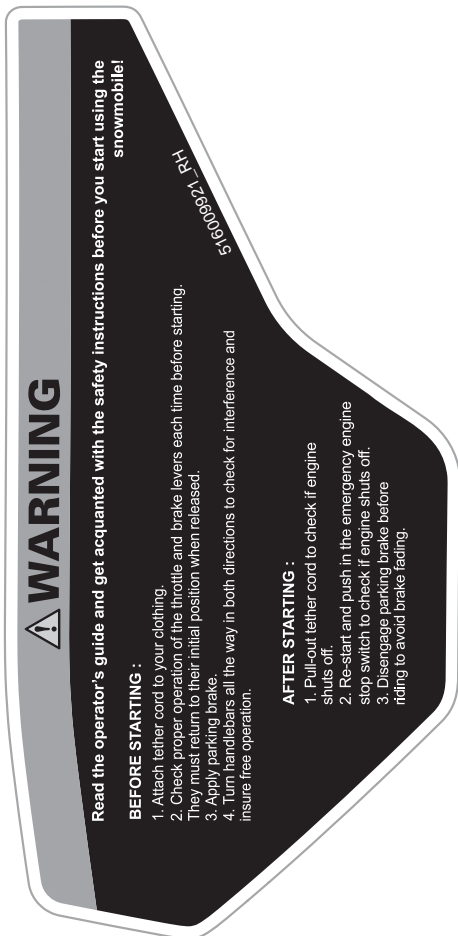 WARNING
Read the operator's guide and get acquanted with the safety instructions before you start using the
snowmobile!
BEFORE STARTING :
1. Attach tether cord to your clothing.
2. Check proper operation of the throttle and brake levers each time before starting.
They must return to their initial position when released.
3. Apply parking brake.
4. Turn handlebars all the way in both directions to check for interference and
insure free operation.
AFTER STARTING :
1. Pull-out tether cord to check if engine
shuts off.
2. Re-start and push in the emergency engine
stop switch to check if engine shuts off.
3. Disengage parking brake before
riding to avoid brake fading.
516009921_RH